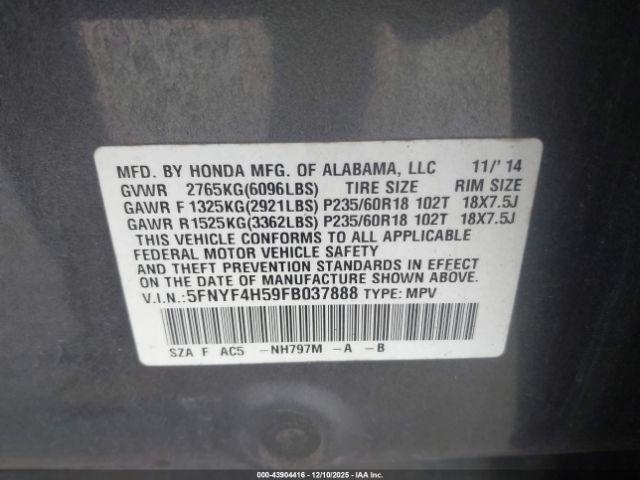 MFD. BY HONDA MFG. OF ALABAMA, LLC 11/'14
GVWR 2765KG(6096LBS) TIRE SIZE RIM SIZE
GAWR F 1325KG(2921LBS) P235/60R18 102T 18X7.5J
GAWR R 1525KG(3362LBS) P235/60R18 102T 18X7.5J
THIS VEHICLE CONFORMS TO ALL APPLICABLE
FEDERAL MOTOR VEHICLE SAFETY
AND THEFT PREVENTION STANDARDS IN EFFECT
ON THE DATE OF MANUFACTURE SHOWN ABOVE.
V.I.N.: 5FNYF4H59FB037888 TYPE: MPV
SZA F AC5 -NH797M -A -B
000-43904416 - 12/10/2025 - IAAI.com